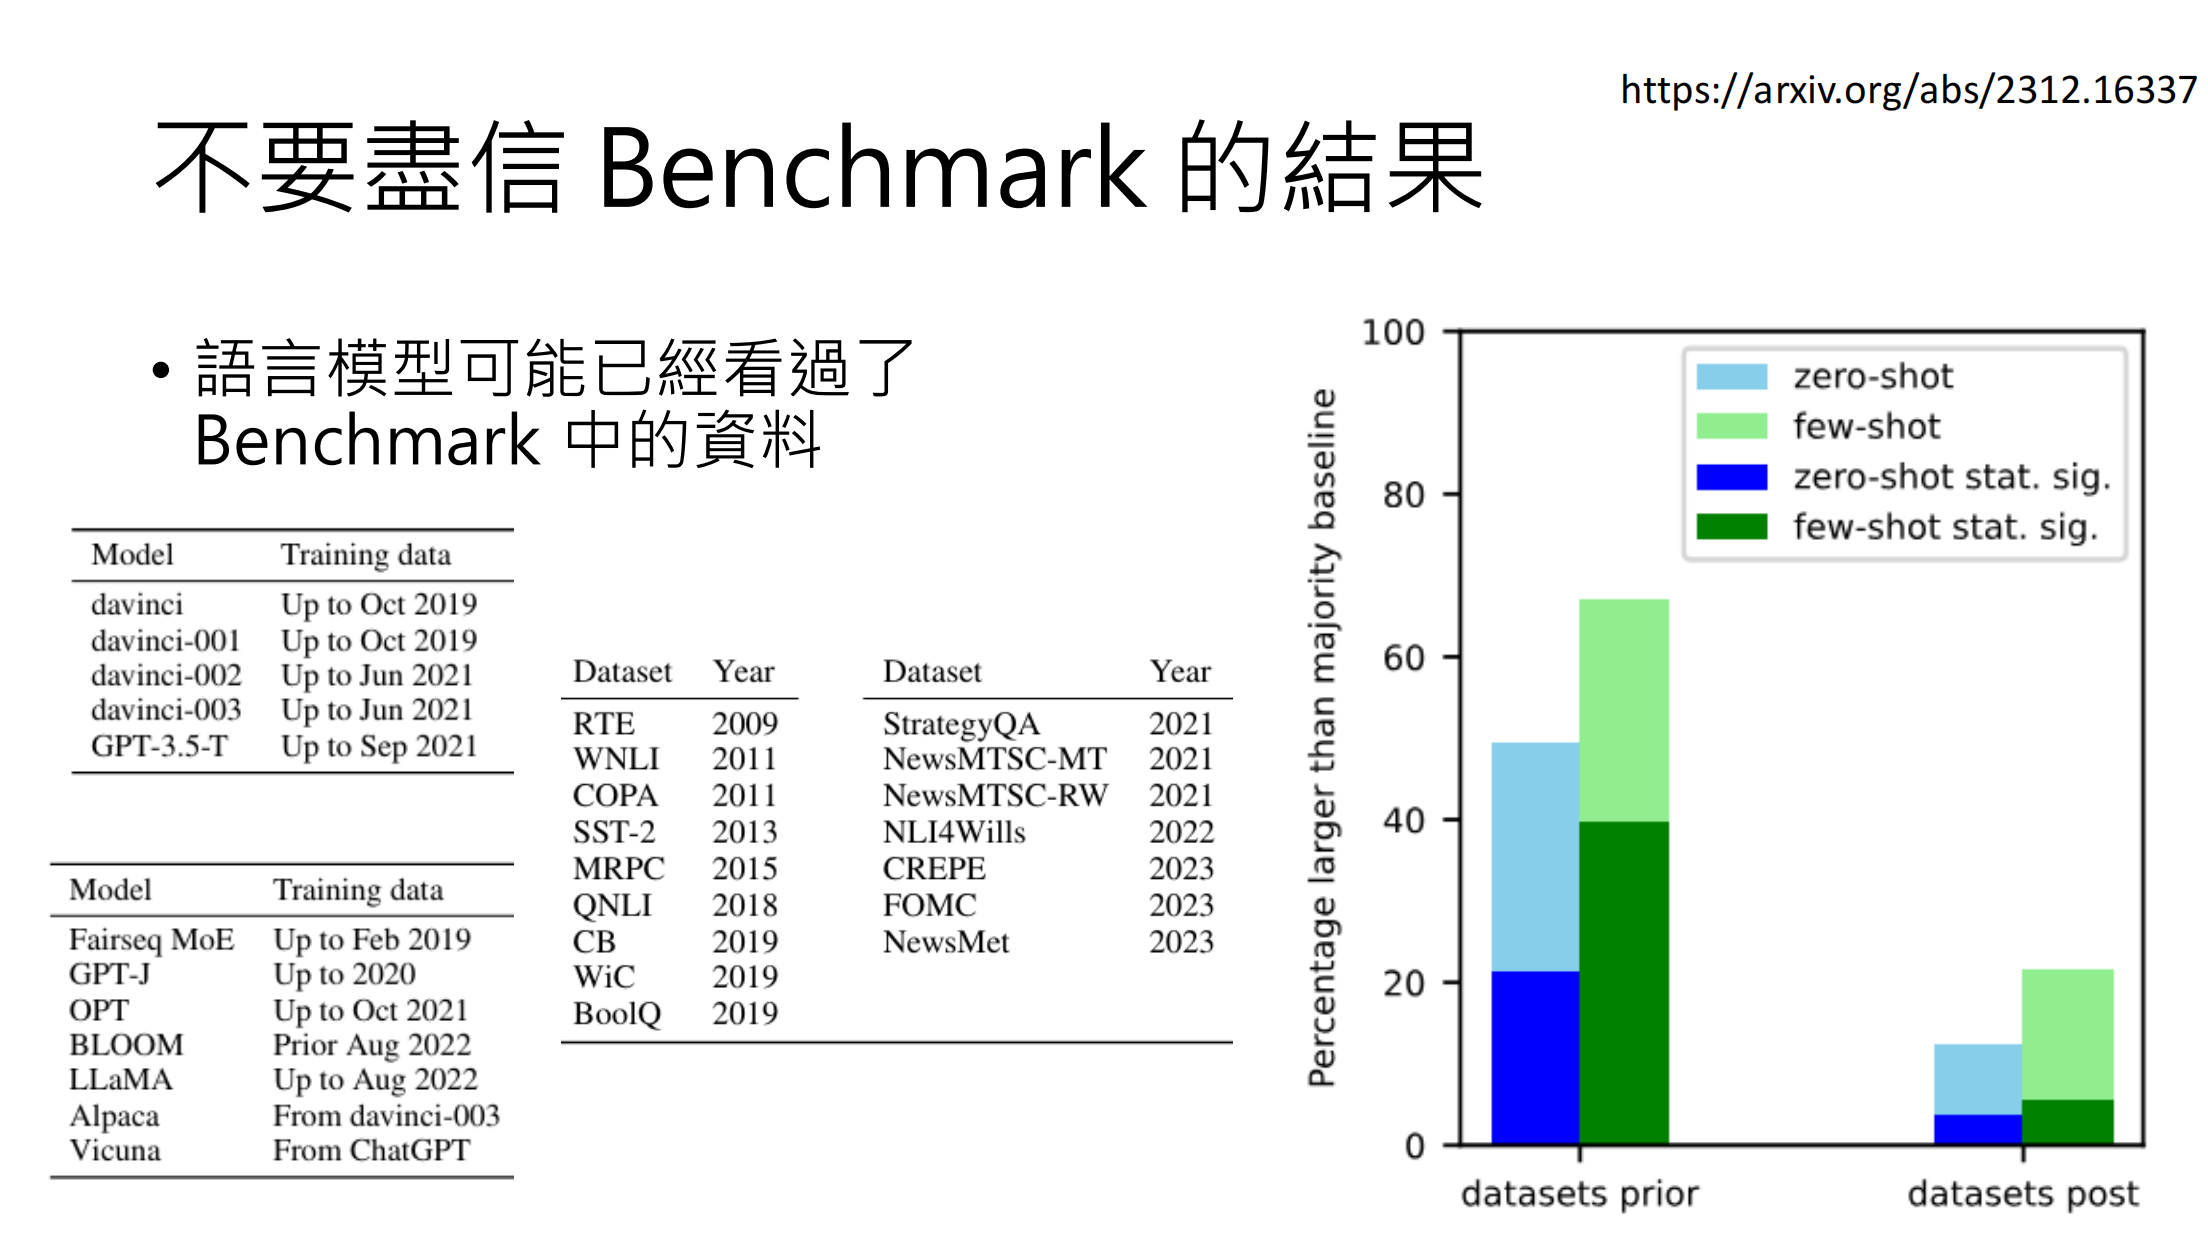 https://arxiv.org/abs/2312.16337
不要盡信 Benchmark 的結果
• 語言模型可能已經看過了
Benchmark 中的資料
Model Training data
davinci Up to Oct 2019
davinci-001 Up to Oct 2019
davinci-002 Up to Jun 2021
davinci-003 Up to Jun 2021
GPT-3.5-T Up to Sep 2021
Model Training data
Fairseq MoE Up to Feb 2019
GPT-J Up to 2020
OPT Up to Oct 2021
BLOOM Prior Aug 2022
LLaMA Up to Aug 2022
Alpaca From davinci-003
Vicuna From ChatGPT
Dataset Year
RTE 2009
WNLI 2011
COPA 2011
SST-2 2013
MRPC 2015
QNLI 2018
CB 2019
WiC 2019
BoolQ 2019
Dataset Year
StrategyQA 2021
NewsMTSC-MT 2021
NewsMTSC-RW 2021
NLI4Wills 2022
CREPE 2023
FOMC 2023
NewsMet 2023
Percentage larger than majority baseline
100
80
60
40
20
0
zero-shot
few-shot
zero-shot stat. sig.
few-shot stat. sig.
datasets prior
datasets post